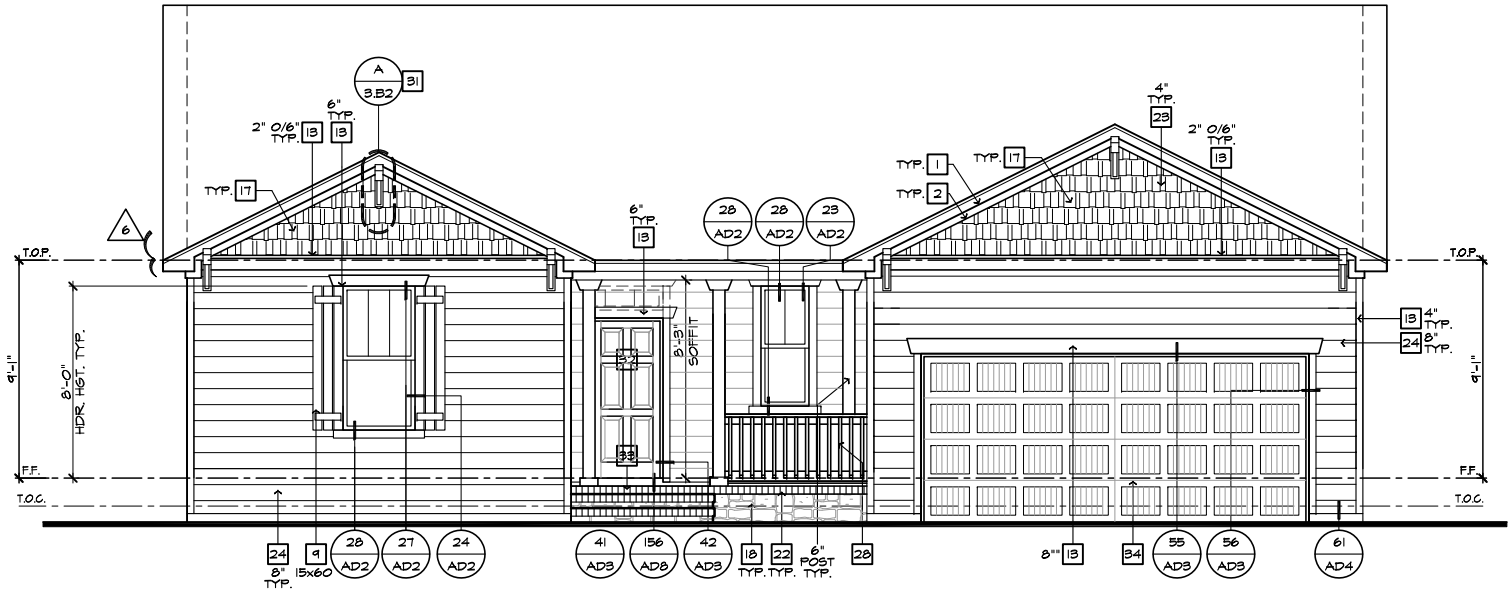 A
3.B2
31
6"
TYP.
13
2" 0/6"
TYP.
13
TYP. 17
6
T.O.P.
9'-1"
8'-0"
HDR. HGT. TYP.
F.F.
T.O.C.
6"
TYP.
13
8'-3"
SOFFIT
33
28
AD2
28
AD2
23
AD2
4"
TYP.
23
2" 0/6"
TYP.
13
TYP. 1
TYP. 17
TYP. 2
T.O.P.
13 4"
TYP.
24 8"
TYP.
9'-1"
F.F.
T.O.C.
24
8"
TYP.
9
15x60
28
AD2
27
AD2
24
AD2
41
AD3
156
AD8
42
AD3
18
TYP.
22
TYP.
6"
POST
TYP.
28
8"" 13
34
55
AD3
56
AD3
61
AD4